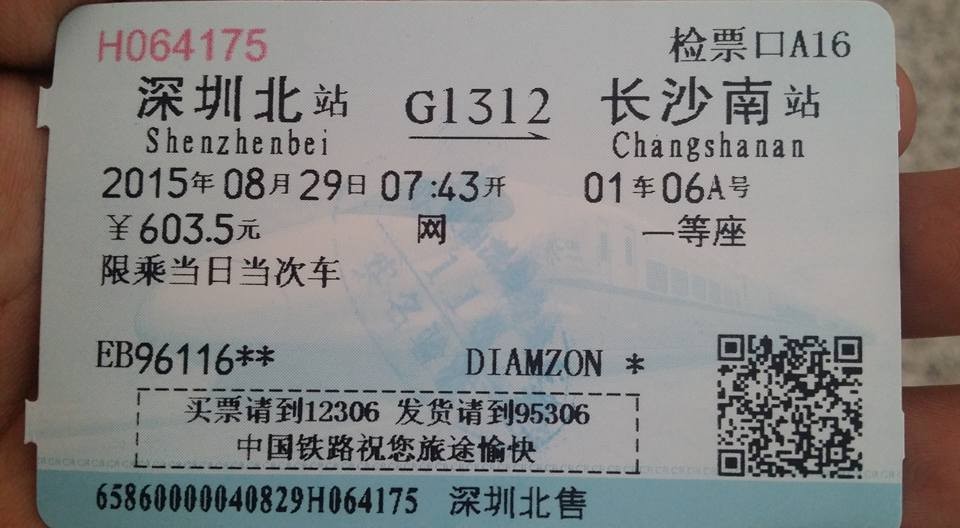 H064175 检票口A16
深圳北站 G1312 长沙南站
Shenzhenbei Changshanan
2015年08月29日07:43开 01车06A号
￥603.5元 网 一等座
限乘当日当次车
EB96116** DIAMZON *
买票请到12306 发货请到95306
中国铁路祝您旅途愉快
65860000040829H064175 深圳北售